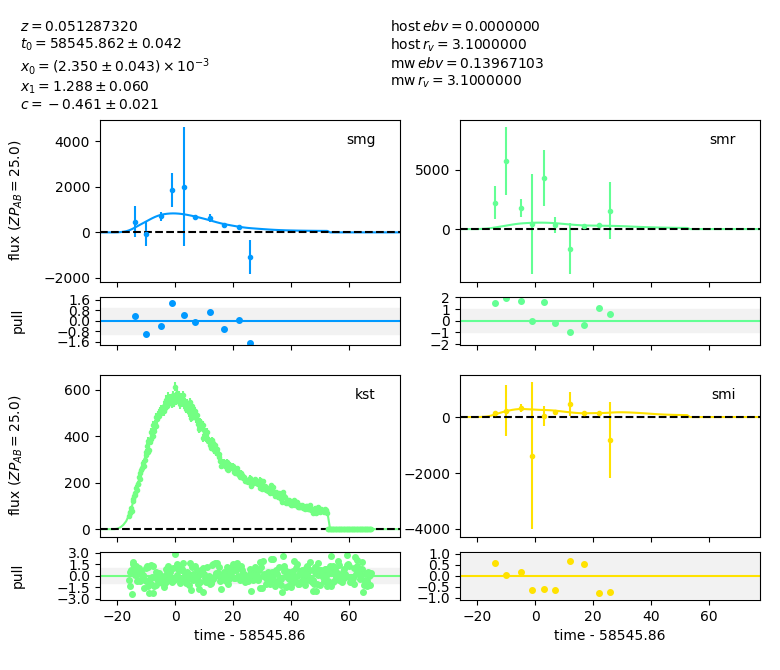 z = 0.051287320
t₀ = 58545.862 ± 0.042
x₀ = (2.350 ± 0.043) × 10⁻³
x₁ = 1.288 ± 0.060
c = −0.461 ± 0.021
host ebv = 0.0000000
host r_v = 3.1000000
mw ebv = 0.13967103
mw r_v = 3.1000000
smg
flux (ZP_AB = 25.0)
4000
2000
0
−2000
smr
5000
0
pull
1.6
0.8
0.0
−0.8
−1.6
2
1
0
−1
−2
kst
flux (ZP_AB = 25.0)
600
400
200
0
smi
0
−2000
−4000
pull
3.0
1.5
0.0
−1.5
−3.0
−20 0 20 40 60
time - 58545.86
1.0
0.5
0.0
−0.5
−1.0
−20 0 20 40 60
time - 58545.86